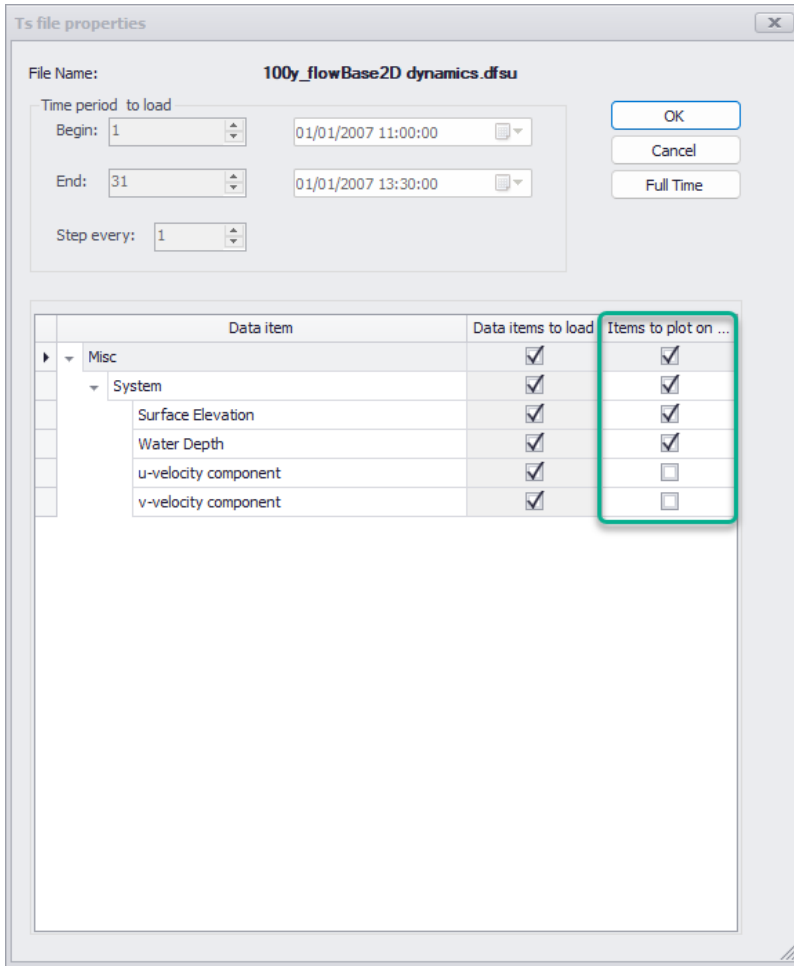 Ts file properties
File Name: 100y_flowBase2D dynamics.dfsu
Time period to load
Begin: 1 01/01/2007 11:00:00
OK
Cancel
End: 31 01/01/2007 13:30:00
Full Time
Step every: 1
Data item Data items to load Items to plot on ...
Misc
System
Surface Elevation
Water Depth
u-velocity component
v-velocity component